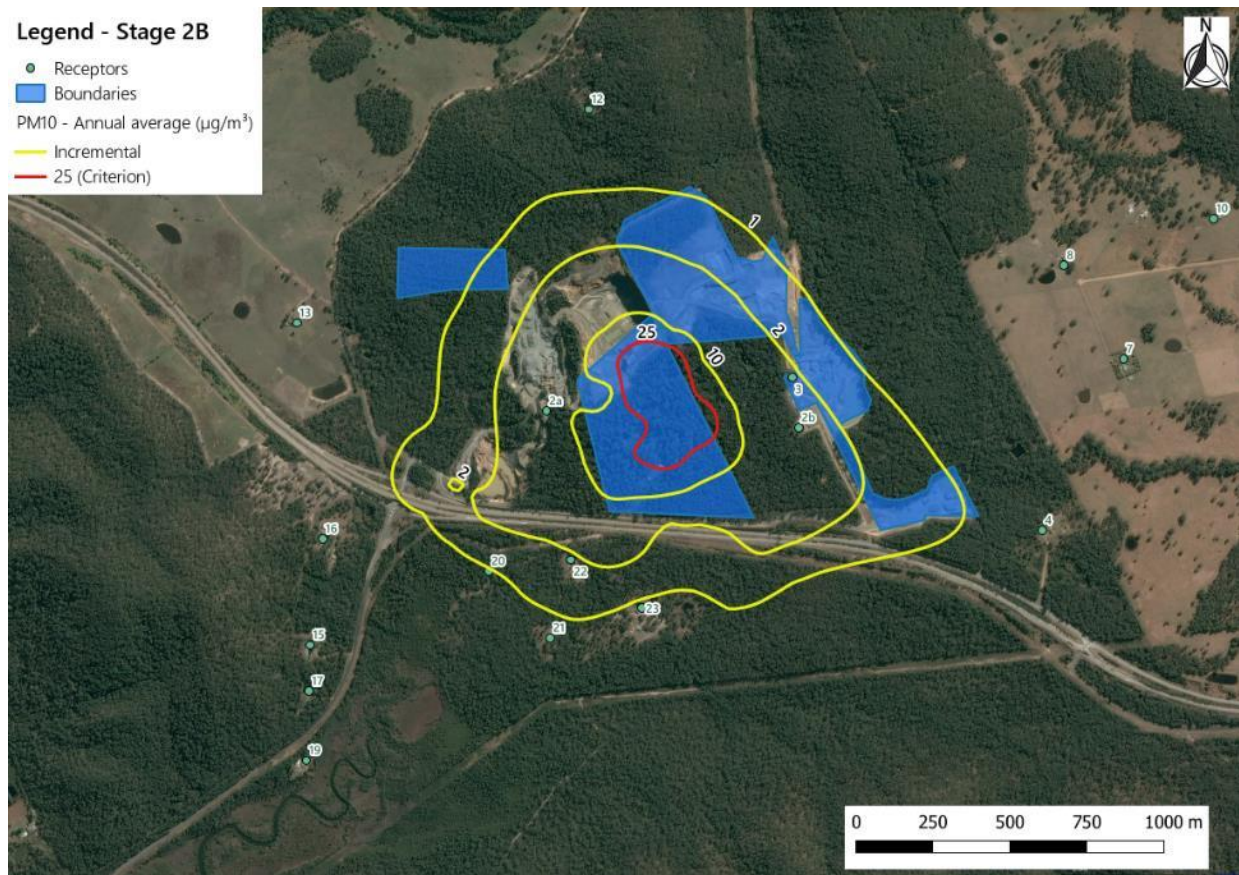 Legend - Stage 2B
Receptors
Boundaries
PM10 - Annual average (µg/m³)
Incremental
25 (Criterion)
N
12
10
1
8
13
2
25
10
7
3
2a
2b
2
4
16
20
22
23
21
15
17
19
0 250 500 750 1000 m